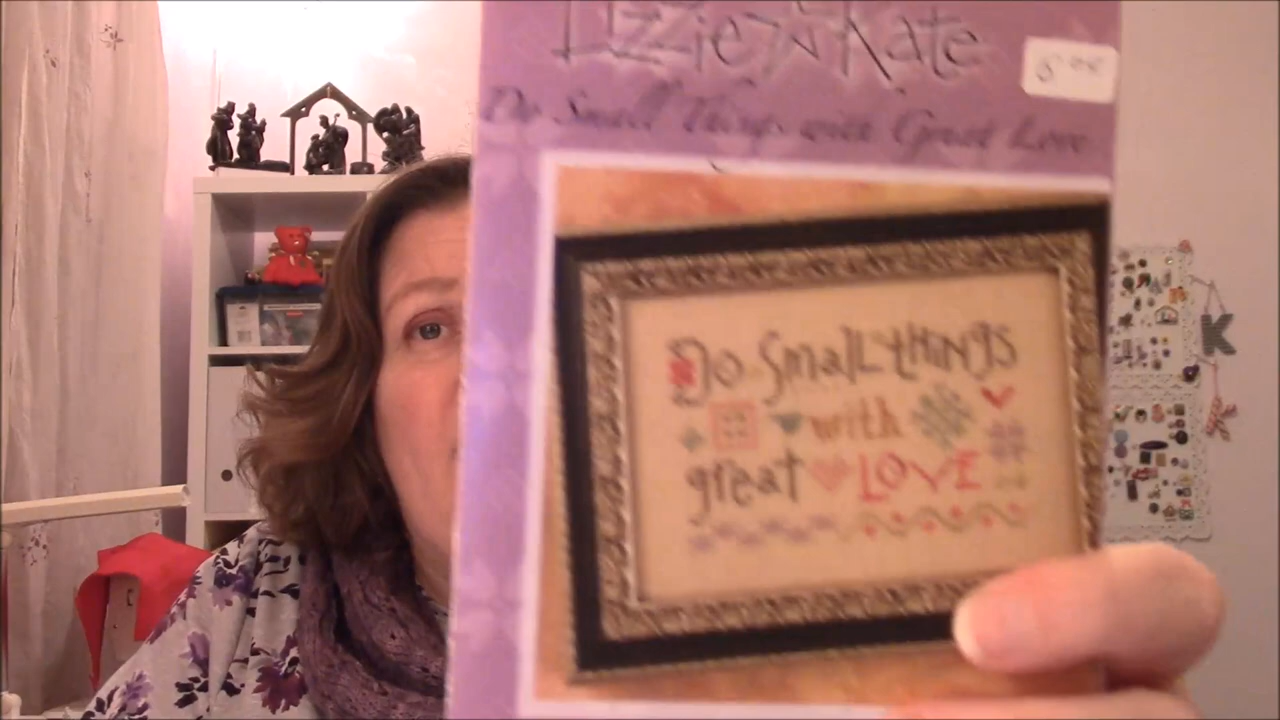 Lizzie*Kate
Do Small Things with Great Love
Do small things
with
great LOVE
K